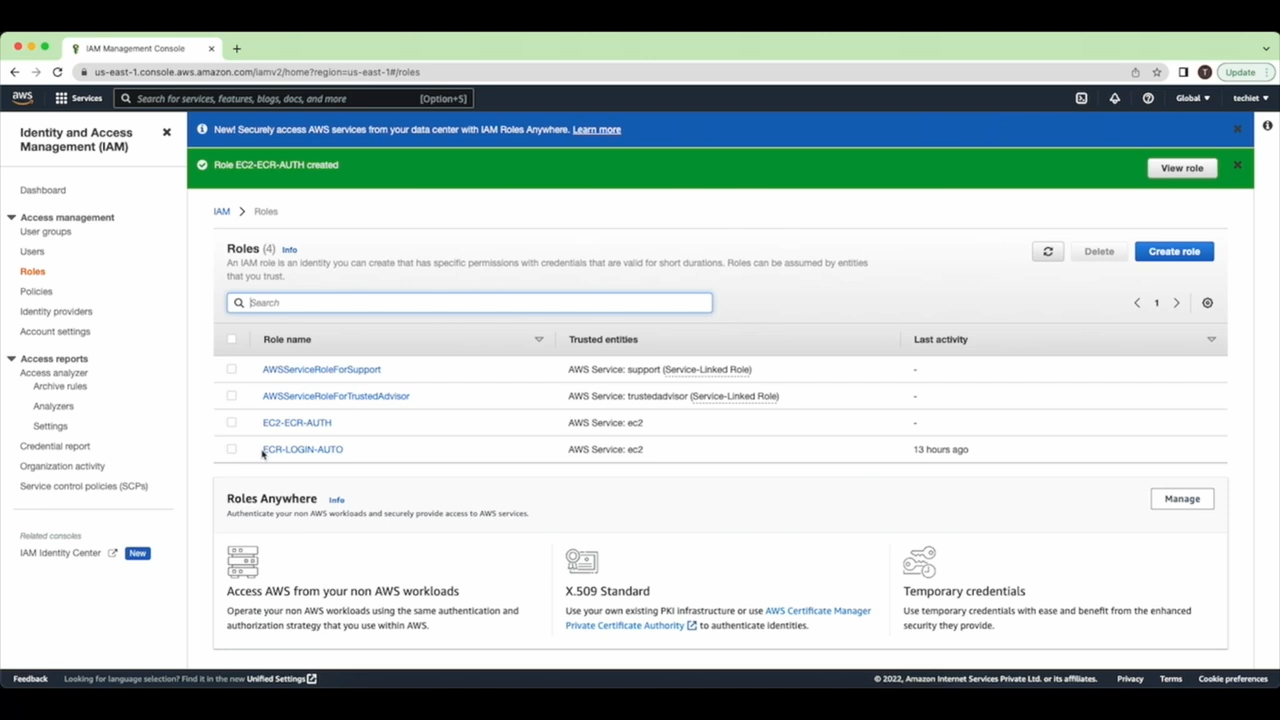 IAM Management Console
us-east-1.console.aws.amazon.com/iamv2/home?region=us-east-1#/roles
T
Update
aws
Services
Search for services, features, blogs, docs, and more
[Option+S]
Global
techiet
Identity and Access
Management (IAM)
Dashboard
Access management
User groups
Users
Roles
Policies
Identity providers
Account settings
Access reports
Access analyzer
Archive rules
Analyzers
Settings
Credential report
Organization activity
Service control policies (SCPs)
Related consoles
IAM Identity Center
New
New! Securely access AWS services from your data center with IAM Roles Anywhere. Learn more
Role EC2-ECR-AUTH created
View role
IAM > Roles
Roles (4) Info
An IAM role is an identity you can create that has specific permissions with credentials that are valid for short durations. Roles can be assumed by entities
that you trust.
Delete
Create role
Search
1
Role name
Trusted entities
Last activity
AWSServiceRoleForSupport
AWS Service: support (Service-Linked Role)
-
AWSServiceRoleForTrustedAdvisor
AWS Service: trustedadvisor (Service-Linked Role)
-
EC2-ECR-AUTH
AWS Service: ec2
-
ECR-LOGIN-AUTO
AWS Service: ec2
13 hours ago
Roles Anywhere Info
Authenticate your non AWS workloads and securely provide access to AWS services.
Manage
Access AWS from your non AWS workloads
Operate your non AWS workloads using the same authentication and
authorization strategy that you use within AWS.
X.509 Standard
Use your own existing PKI infrastructure or use AWS Certificate Manager
Private Certificate Authority to authenticate identities.
Temporary credentials
Use temporary credentials with ease and benefit from the enhanced
security they provide.
Feedback
Looking for language selection? Find it in the new Unified Settings
© 2022, Amazon Internet Services Private Ltd. or its affiliates.
Privacy
Terms
Cookie preferences